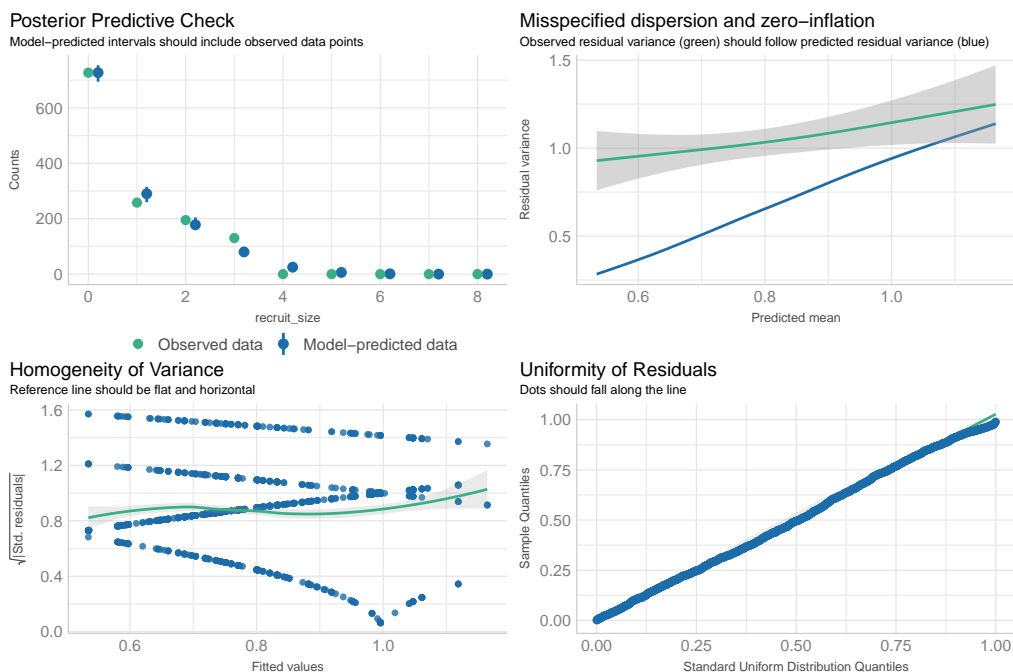 Posterior Predictive Check
Model−predicted intervals should include observed data points
Counts
600
400
200
0
0 2 4 6 8
recruit_size
Observed data Model−predicted data
Misspecified dispersion and zero−inflation
Observed residual variance (green) should follow predicted residual variance (blue)
Residual variance
1.5
1.0
0.5
0.6 0.8 1.0
Predicted mean
Homogeneity of Variance
Reference line should be flat and horizontal
√|Std. residuals|
1.6
1.2
0.8
0.4
0.0
0.6 0.8 1.0
Fitted values
Uniformity of Residuals
Dots should fall along the line
Sample Quantiles
1.00
0.75
0.50
0.25
0.00
0.00 0.25 0.50 0.75 1.00
Standard Uniform Distribution Quantiles